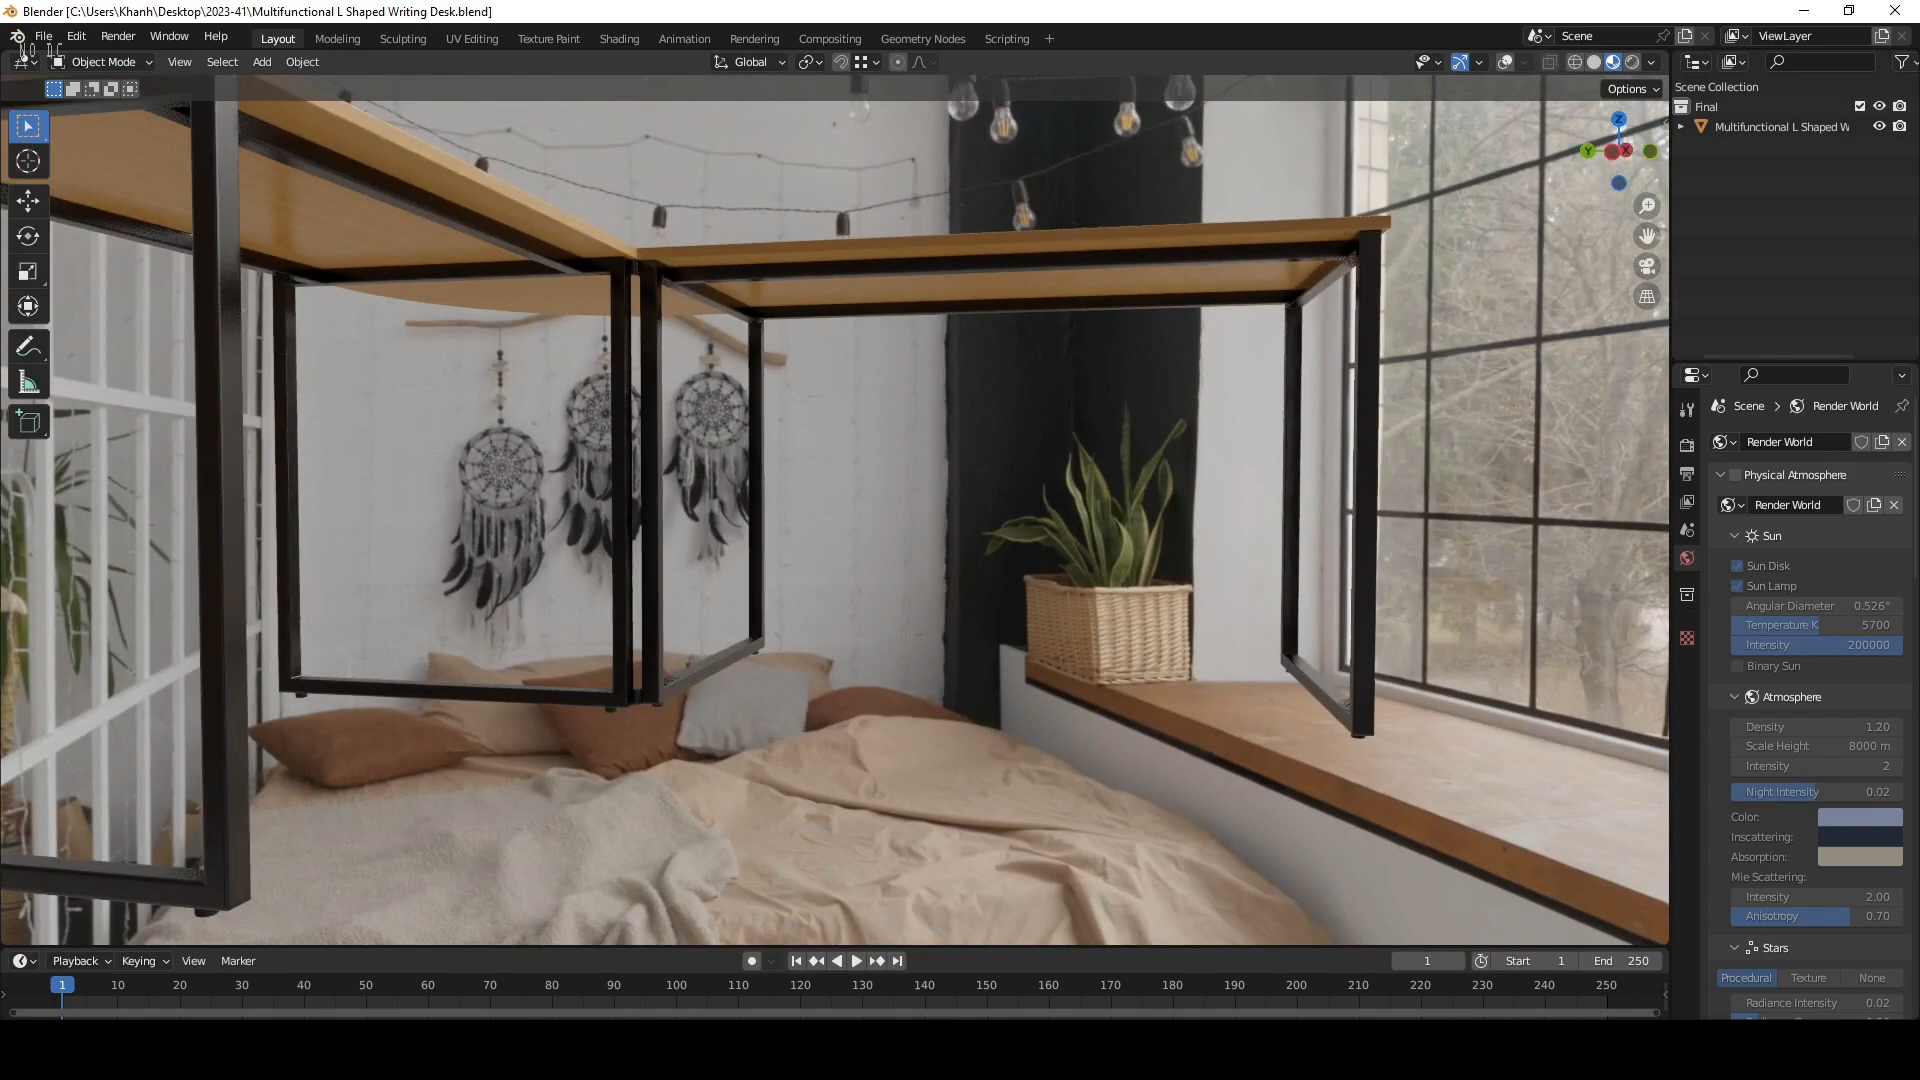 Blender [C:\Users\Khanh\Desktop\2023-41\Multifunctional L Shaped Writing Desk.blend]
File Edit Render Window Help Layout Modeling Sculpting UV Editing Texture Paint Shading Animation Rendering Compositing Geometry Nodes Scripting + Scene ViewLayer
Object Mode View Select Add Object Global
Options
Scene Collection
Final
Multifunctional L Shaped W
Z
Y
X
Scene > Render World
Render World
Physical Atmosphere
Render World
Sun
Sun Disk
Sun Lamp
Angular Diameter 0.526°
Temperature K 5700
Intensity 200000
Binary Sun
Atmosphere
Density 1.20
Scale Height 8000 m
Intensity 2
Night Intensity 0.02
Color:
Inscattering:
Absorption:
Mie Scattering:
Intensity 2.00
Anisotropy 0.70
Stars
Procedural Texture None
Radiance Intensity 0.02
Playback Keying View Marker 1 Start 1 End 250
1 10 20 30 40 50 60 70 80 90 100 110 120 130 140 150 160 170 180 190 200 210 220 230 240 250